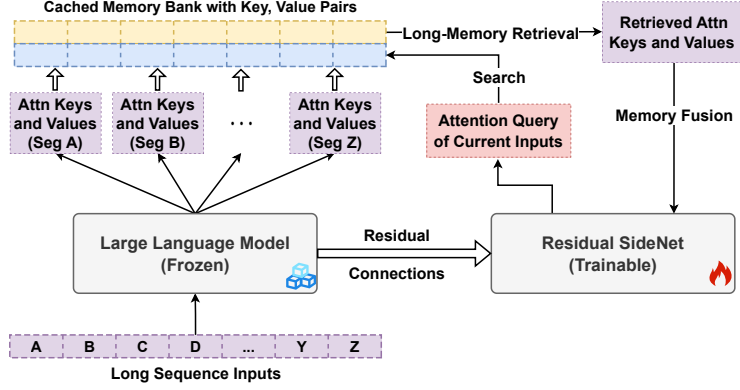 Cached Memory Bank with Key, Value Pairs
Long-Memory Retrieval
Retrieved Attn
Keys and Values
Search
Attn Keys
and Values
(Seg A)
Attn Keys
and Values
(Seg B)
...
Attn Keys
and Values
(Seg Z)
Attention Query
of Current Inputs
Memory Fusion
Large Language Model
(Frozen)
Residual
Connections
Residual SideNet
(Trainable)
A B C D ... Y Z
Long Sequence Inputs